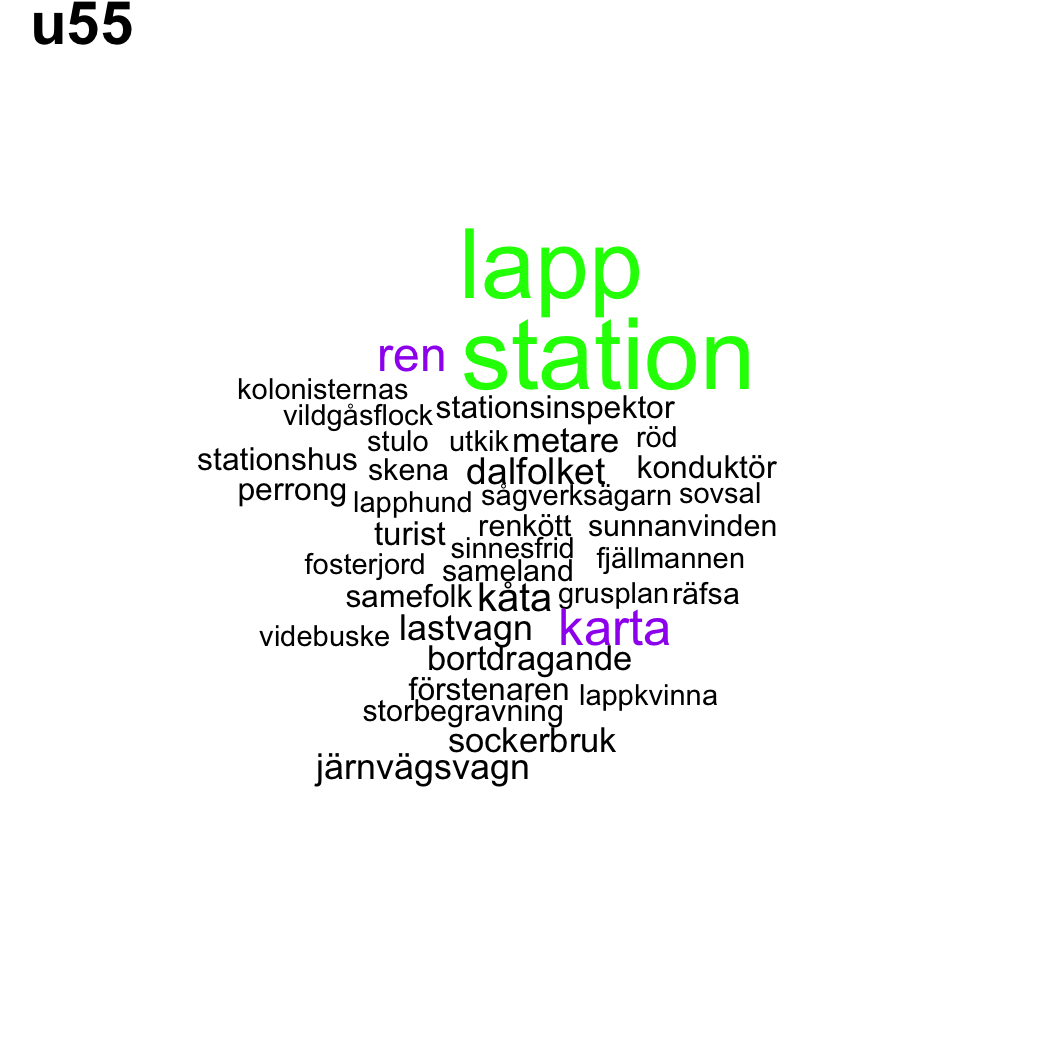 u55
lapp
ren station
kolonisternas
vildgåsflock stationsinspektor
stulo utkik metare röd
stationshus skena dalfolket konduktör
perrong lapphund sågverksägarn sovsal
turist renkött sunnanvinden
sinnesfrid
fosterjord sameland fjällmannen
samefolk kåta grusplan räfsa
videbuske lastvagn karta
bortdragande
förstenaren lappkvinna
storbegravning
sockerbruk
järnvägsvagn